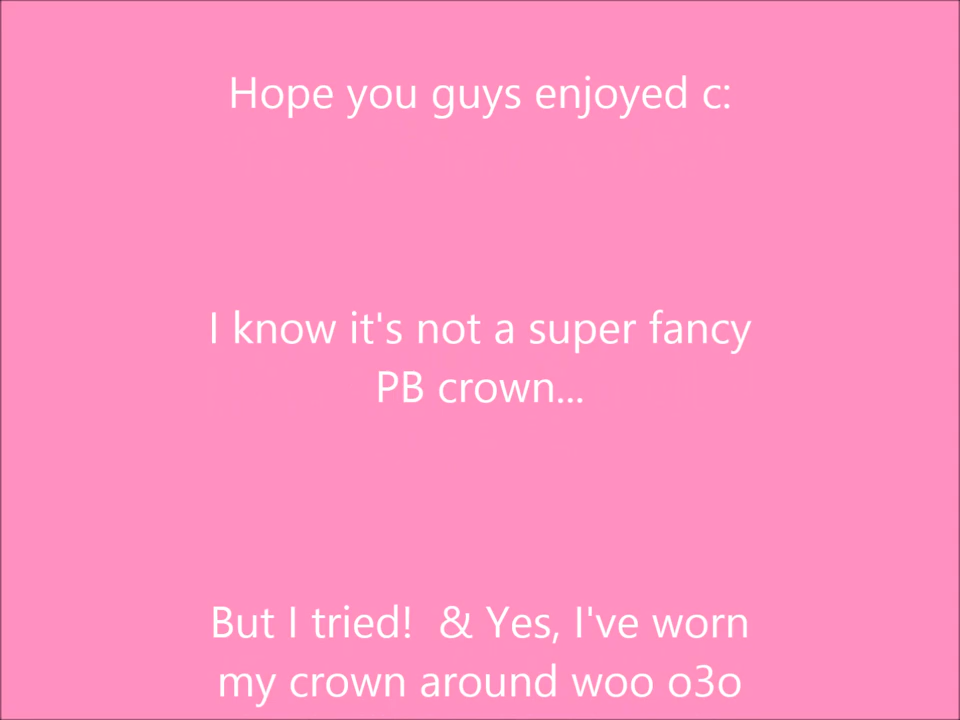 Hope you guys enjoyed c:
I know it's not a super fancy
PB crown...
But I tried!  & Yes, I've worn
my crown around woo o3o